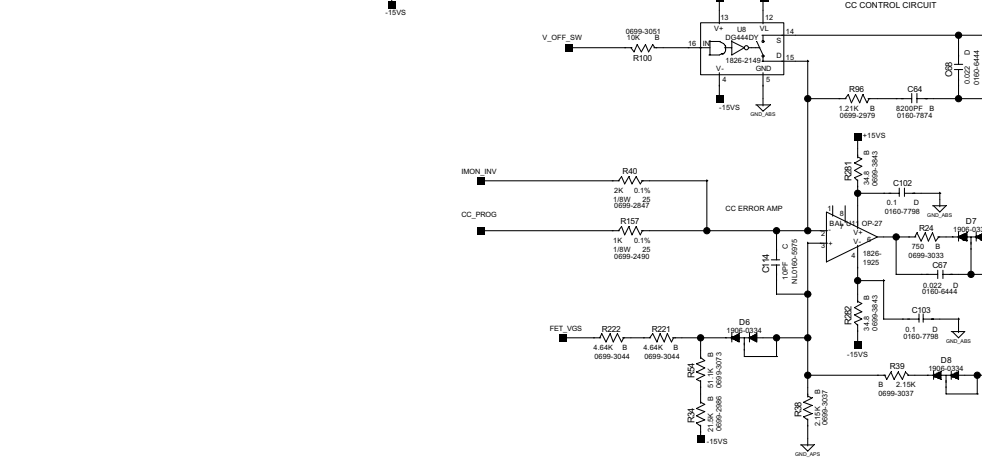 -15VS
CC CONTROL CIRCUIT
13
12
V+
U8
VL
14
S
V_OFF_SW
0699-3051
10K B
R100
16
IN
DG444DY
D
15
1826-2149
V-
GND
4
5
-15VS
GND_ABS
C68
0.022 D
0160-6444
R96
1.21K B
0699-2979
C64
8200PF B
0160-7874
+15VS
R281
34.8 B
0699-3843
C102
0.1 D
0160-7798
GND_ABS
IMON_INV
R40
2K 0.1%
1/8W 25
0699-2847
CC_PROG
R157
1K 0.1%
1/8W 25
0699-2490
CC ERROR AMP
C114
10PF C
NL0160-5975
1
8
BAL U11 OP-27
7
2
-
3
+
V+
V-
6
4
1826-
1925
R24
750 B
0699-3033
D7
1906-033
C67
0.022 D
0160-6444
R282
34.8 B
0699-3843
-15VS
C103
0.1 D
0160-7798
GND_ABS
FET_VGS
R222
4.64K B
0699-3044
R221
4.64K B
0699-3044
D6
1906-0334
R54
51.1K B
0699-3073
R34
21.5K B
0699-2986
-15VS
R38
2.15K B
0699-3037
GND_APS
R39
B 2.15K
0699-3037
D8
1906-0334